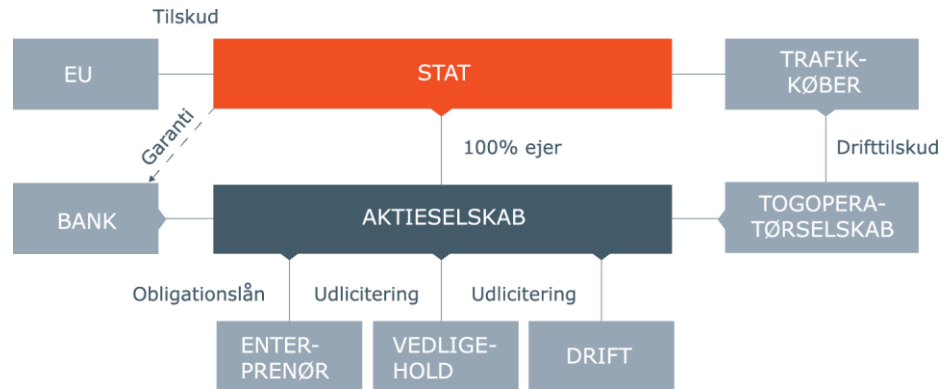 Tilskud
EU
STAT
TRAFIK-
KØBER
Garanti
100% ejer
Drifttilskud
BANK
AKTIESELSKAB
TOGOPERA-
TØRSELSKAB
Obligationslån
Udlicitering
Udlicitering
ENTER-
PRENØR
VEDLIGE-
HOLD
DRIFT